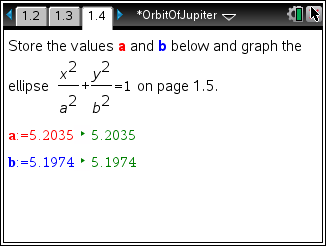 1.2 1.3 1.4 *OrbitOfJupiter
Store the values a and b below and graph the
ellipse x²/a²+y²/b²=1 on page 1.5.
a:=5.2035 ▸ 5.2035
b:=5.1974 ▸ 5.1974